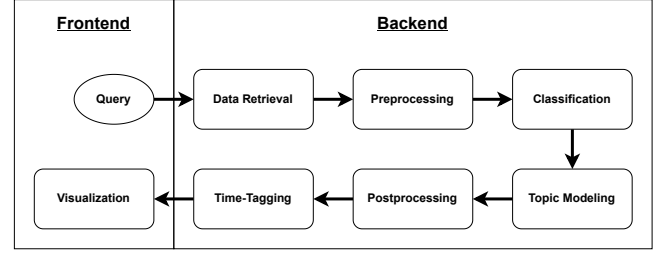 Frontend
Backend
Query
Data Retrieval
Preprocessing
Classification
Visualization
Time-Tagging
Postprocessing
Topic Modeling